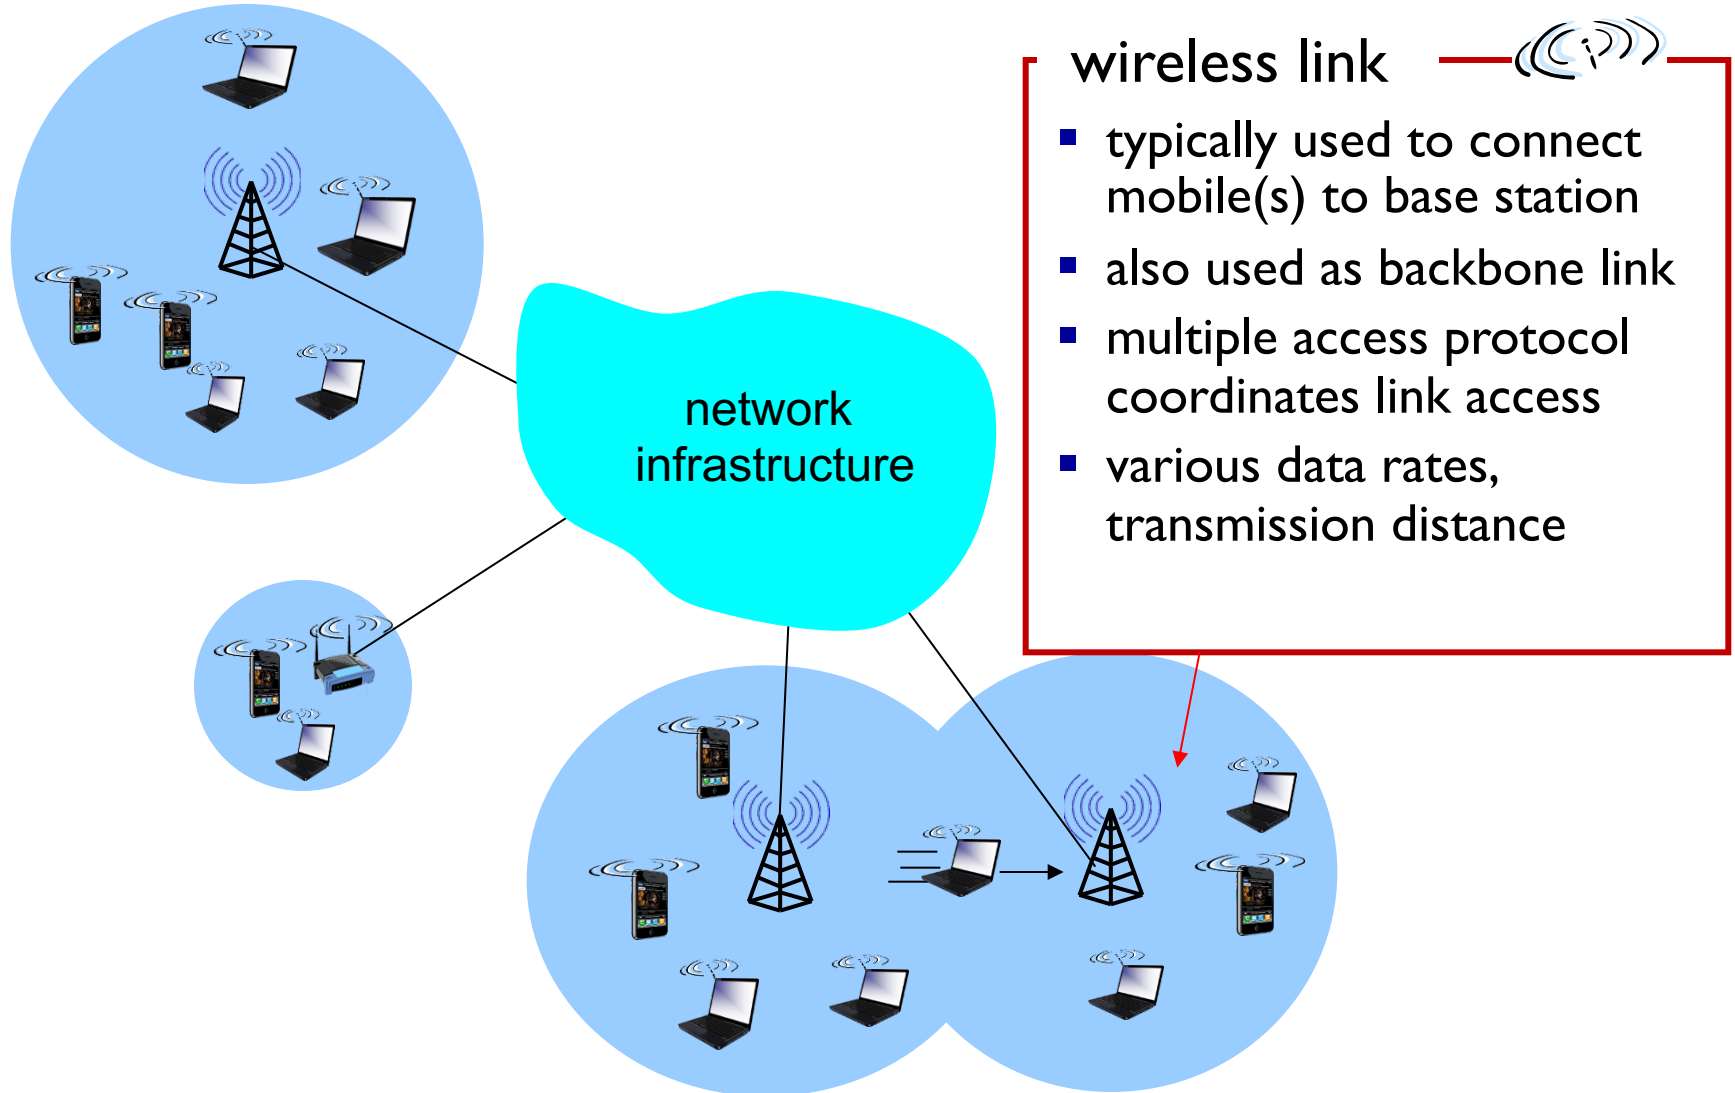 wireless link
typically used to connect
mobile(s) to base station
also used as backbone link
multiple access protocol
coordinates link access
various data rates,
transmission distance
network
infrastructure